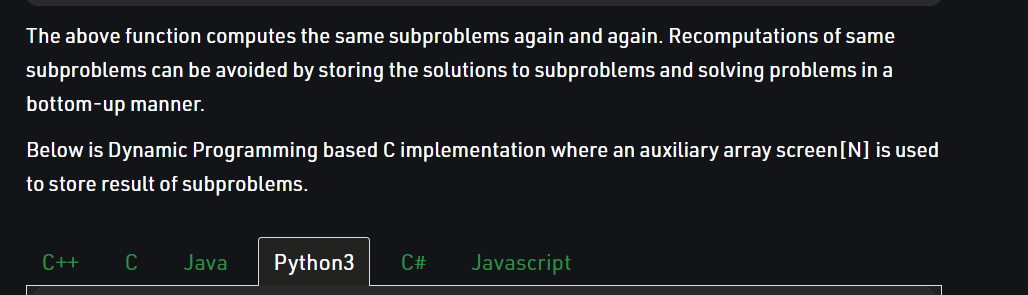 The above function computes the same subproblems again and again. Recomputations of same
subproblems can be avoided by storing the solutions to subproblems and solving problems in a
bottom-up manner.
Below is Dynamic Programming based C implementation where an auxiliary array screen[N] is used
to store result of subproblems.
C++ C Java Python3 C# Javascript